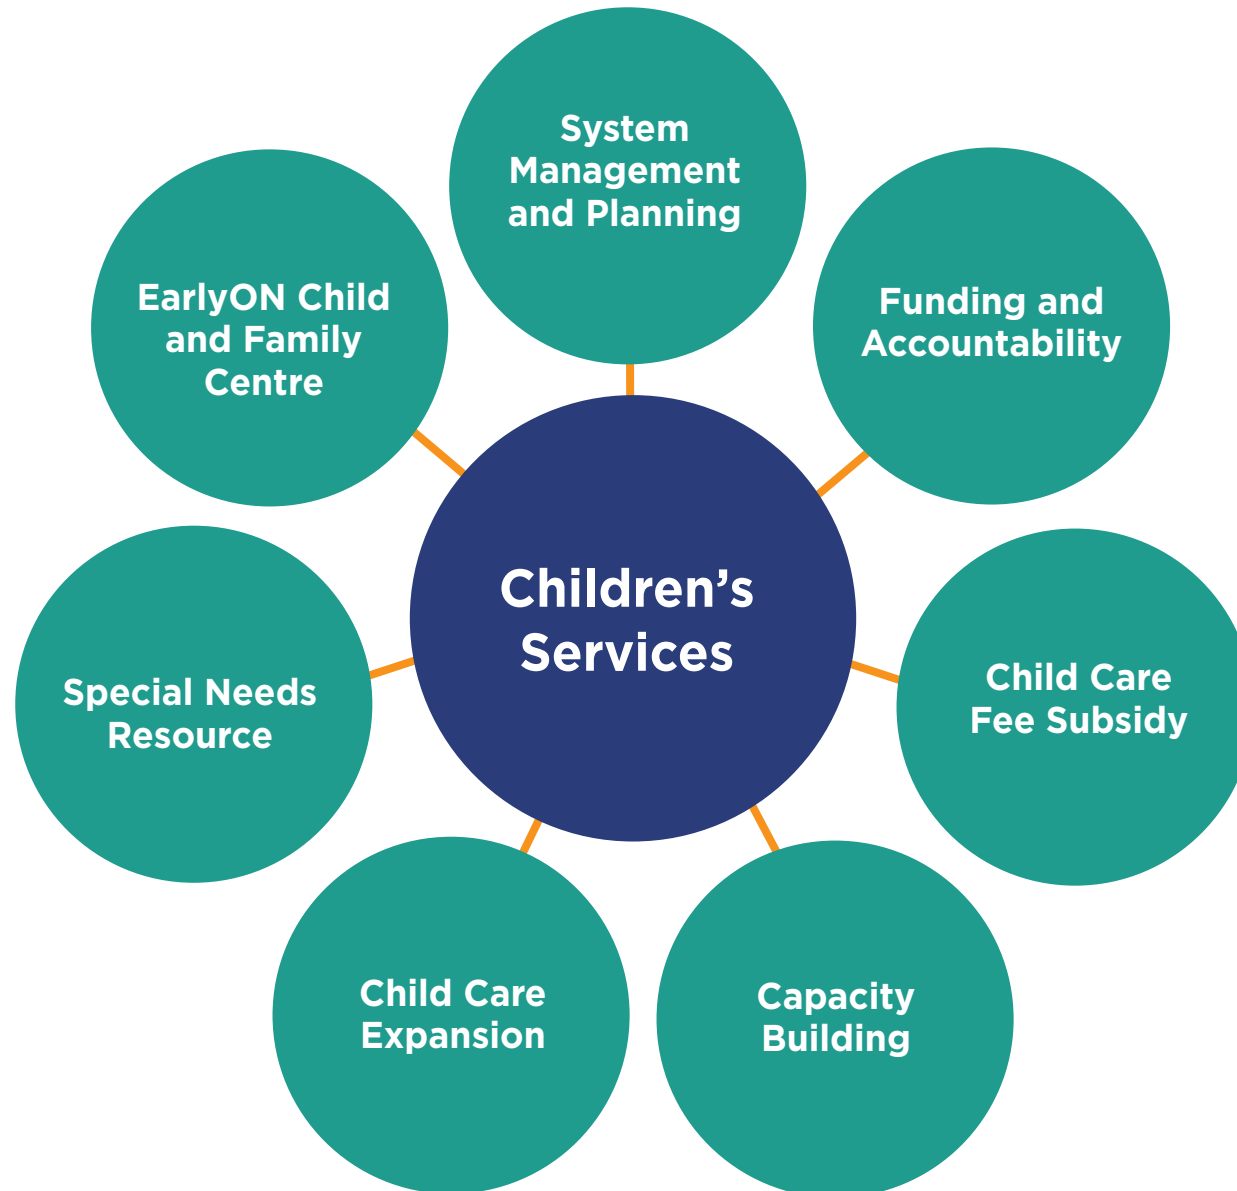 System
Management
and Planning
Funding and
Accountability
Child Care
Fee Subsidy
Capacity
Building
Child Care
Expansion
Special Needs
Resource
EarlyON Child
and Family
Centre
Children’s
Services